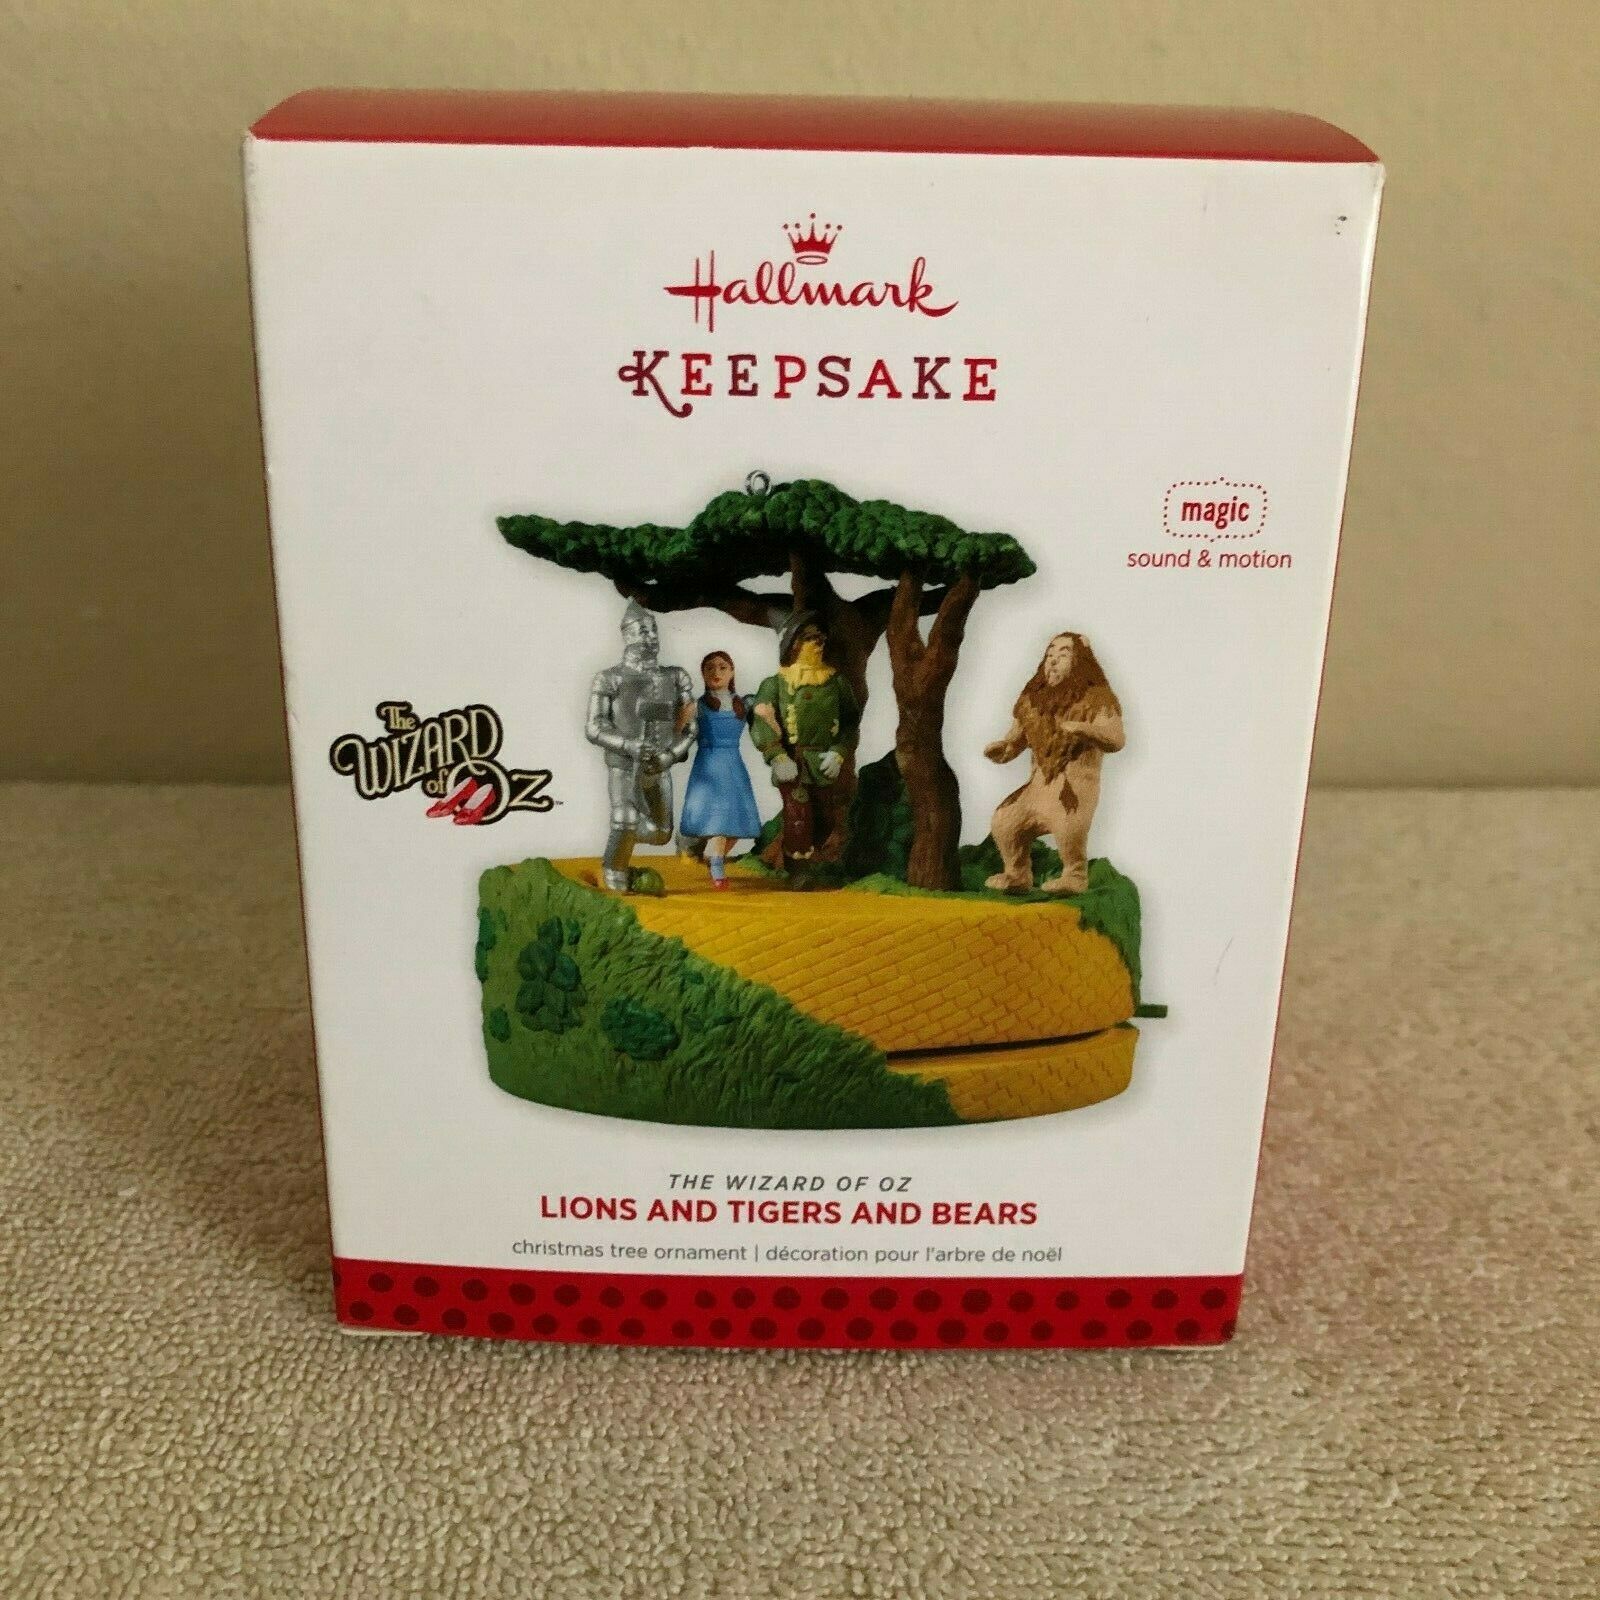 Hallmark
KEEPSAKE
magic
sound & motion
The
WIZARD
of OZ™
THE WIZARD OF OZ
LIONS AND TIGERS AND BEARS
christmas tree ornament | décoration pour l'arbre de noël